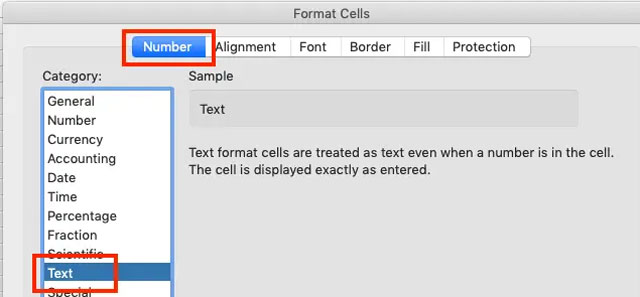 Format Cells
Number Alignment Font Border Fill Protection
Category:
General
Number
Currency
Accounting
Date
Time
Percentage
Fraction
Scientific
Text
Special
Sample
Text
Text format cells are treated as text even when a number is in the cell.
The cell is displayed exactly as entered.